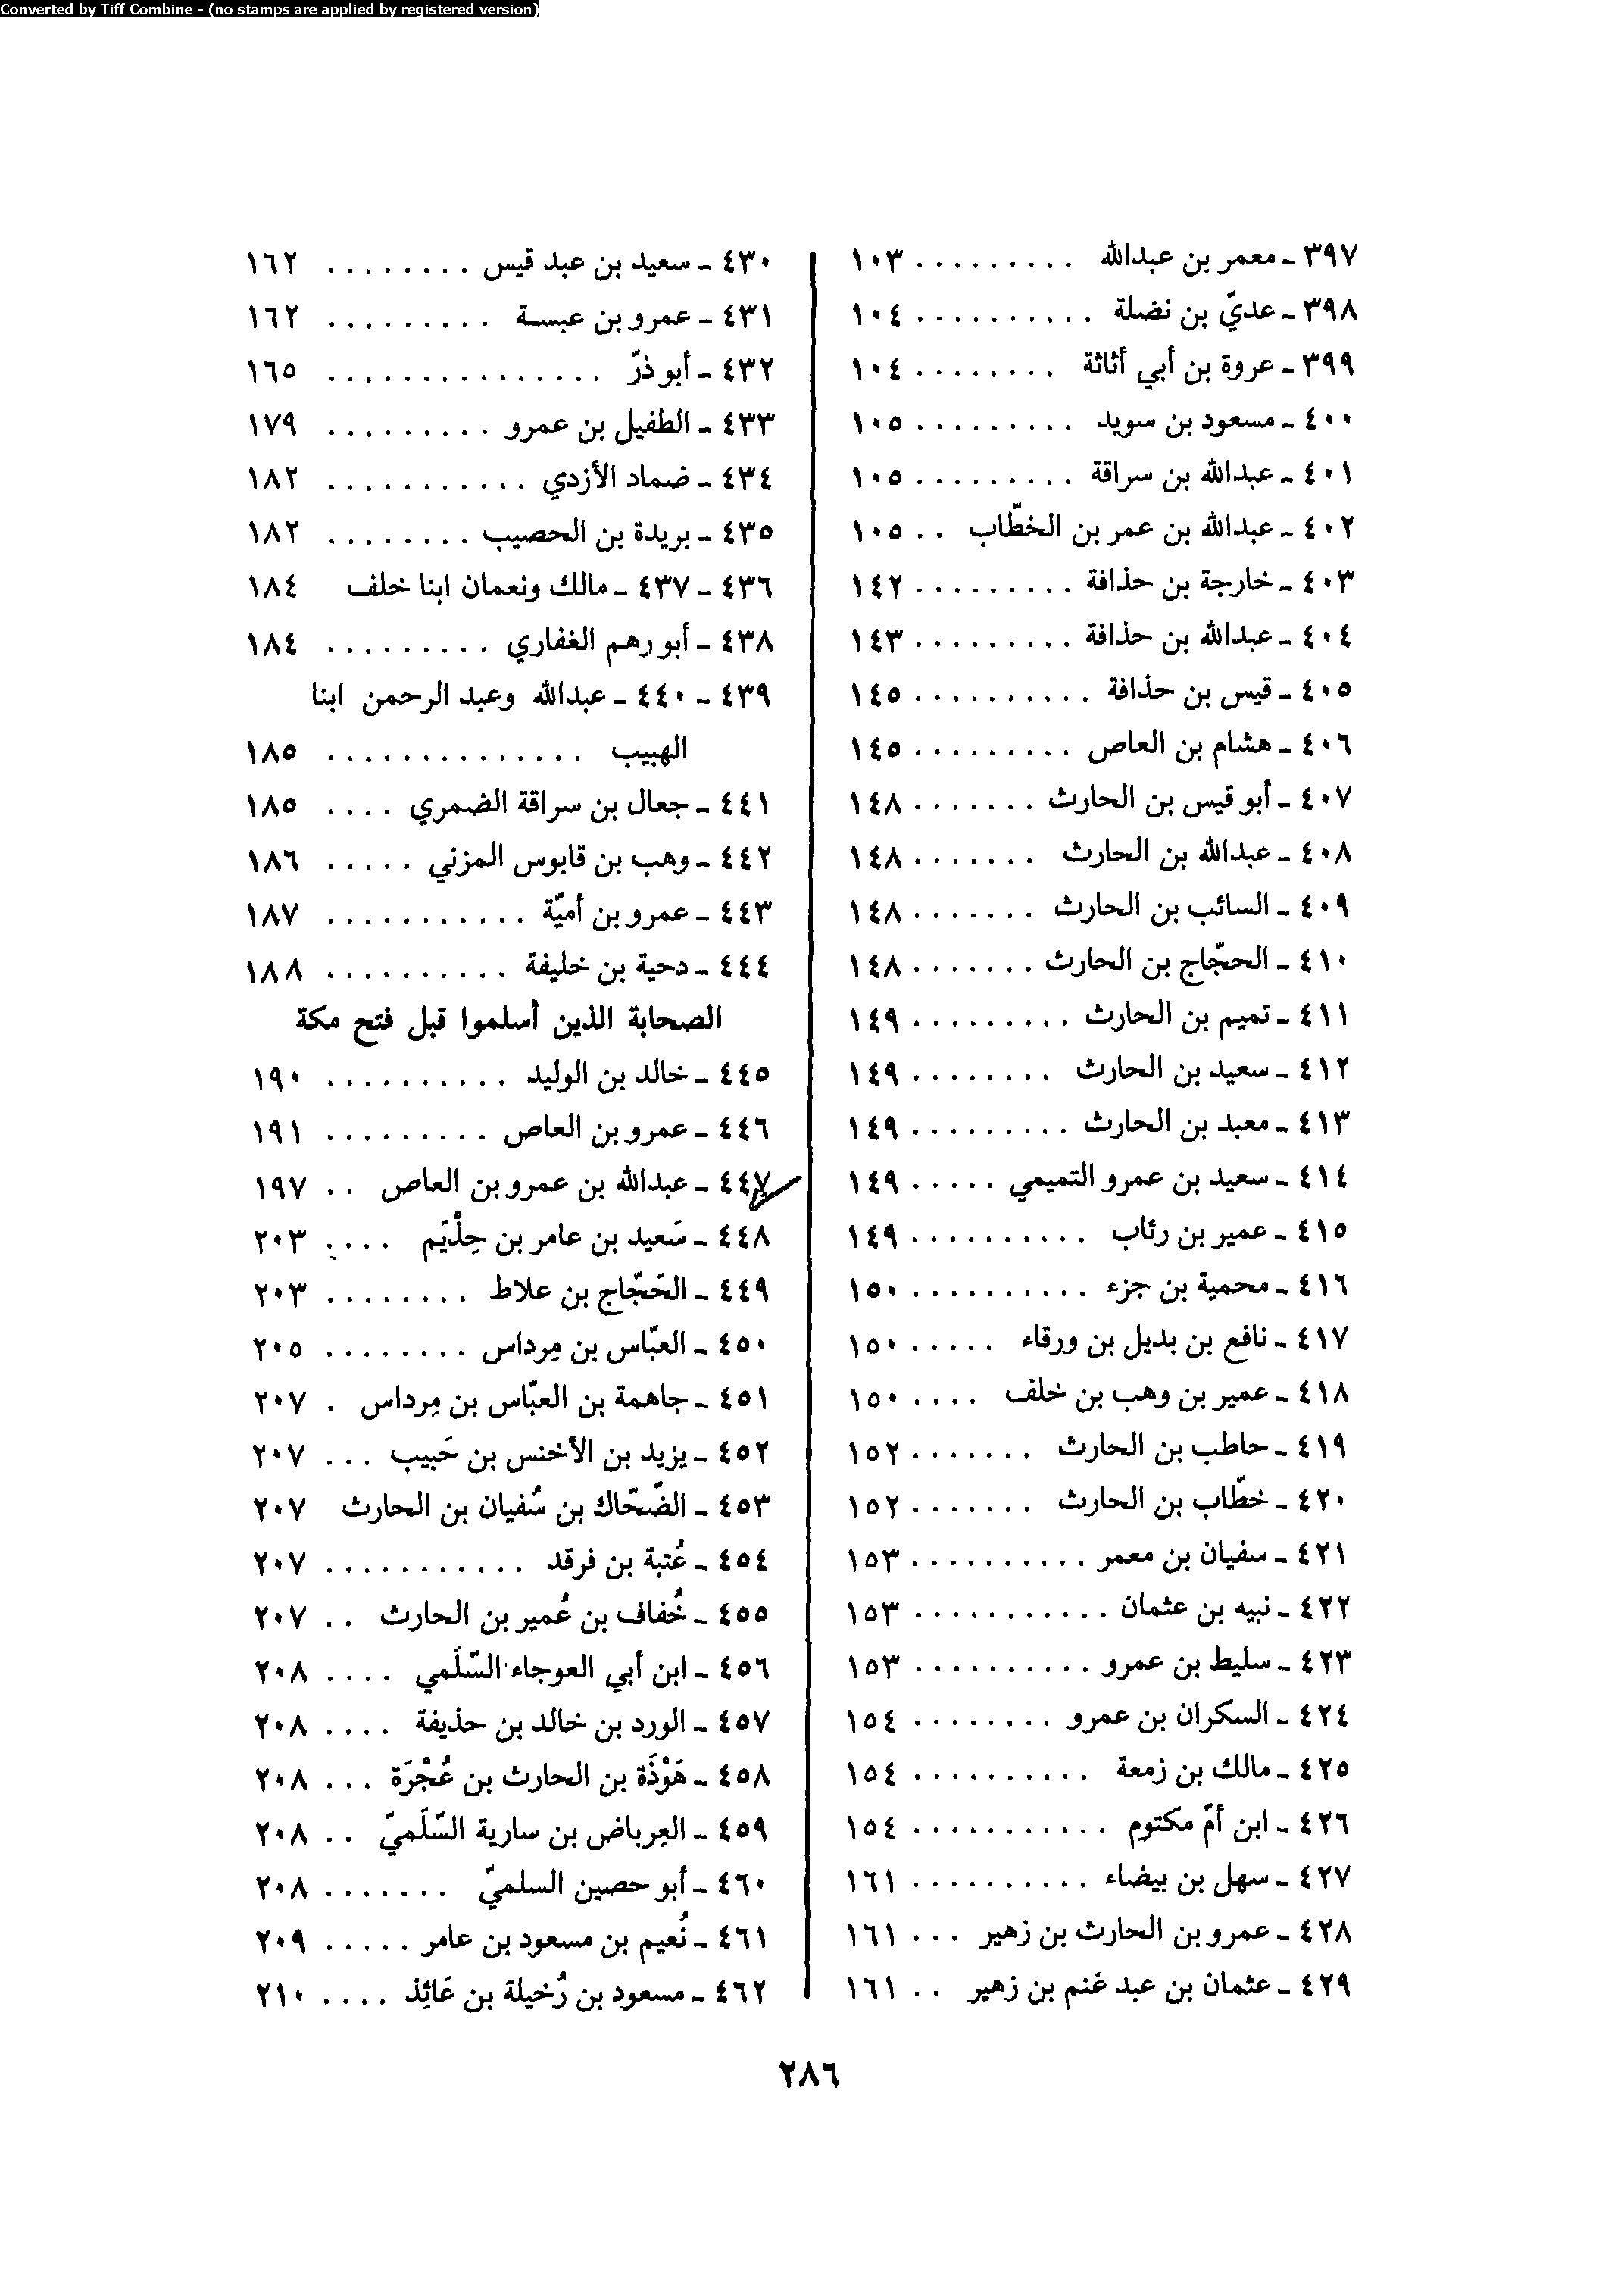 Converted by Tiff Combine - (no stamps are applied by registered version)
٣٩٧ - معمر بن عبدالله . . . . . . . . . ١٠٣
٣٩٨ - عديّ بن نضلة . . . . . . . . . . ١٠٤
٣٩٩ - عروة بن أبي أثاثة . . . . . . . . ١٠٤
٤٠٠ - مسعود بن سويد . . . . . . . . . ١٠٥
٤٠١ - عبدالله بن سراقة . . . . . . . . . ١٠٥
٤٠٢ - عبدالله بن عمر بن الخطّاب . . ١٠٥
٤٠٣ - خارجة بن حذافة . . . . . . . . . ١٤٢
٤٠٤ - عبدالله بن حذافة . . . . . . . . . ١٤٣
٤٠٥ - قيس بن حذافة . . . . . . . . . . ١٤٥
٤٠٦ - هشام بن العاص . . . . . . . . . ١٤٥
٤٠٧ - أبو قيس بن الحارث . . . . . . . ١٤٨
٤٠٨ - عبدالله بن الحارث . . . . . . . ١٤٨
٤٠٩ - السائب بن الحارث . . . . . . . ١٤٨
٤١٠ - الحجّاج بن الحارث . . . . . . . ١٤٨
٤١١ - تميم بن الحارث . . . . . . . . . ١٤٩
٤١٢ - سعيد بن الحارث . . . . . . . . ١٤٩
٤١٣ - معبد بن الحارث . . . . . . . . . ١٤٩
٤١٤ - سعيد بن عمرو التميمي . . . . . ١٤٩
٤١٥ - عمير بن رئاب . . . . . . . . . . ١٤٩
٤١٦ - محمية بن جزء . . . . . . . . . . ١٥٠
٤١٧ - نافع بن بديل بن ورقاء . . . . . ١٥٠
٤١٨ - عمير بن وهب بن خلف . . . . ١٥٠
٤١٩ - حاطب بن الحارث . . . . . . . ١٥٢
٤٢٠ - خطّاب بن الحارث . . . . . . . ١٥٢
٤٢١ - سفيان بن معمر . . . . . . . . . . ١٥٣
٤٢٢ - نبيه بن عثمان . . . . . . . . . . . ١٥٣
٤٢٣ - سليط بن عمرو . . . . . . . . . . ١٥٣
٤٢٤ - السكران بن عمرو . . . . . . . . ١٥٤
٤٢٥ - مالك بن زمعة . . . . . . . . . . ١٥٤
٤٢٦ - ابن أمّ مكتوم . . . . . . . . . . . ١٥٤
٤٢٧ - سهل بن بيضاء . . . . . . . . . . ١٦١
٤٢٨ - عمرو بن الحارث بن زهير . . . ١٦١
٤٢٩ - عثمان بن عبد غنم بن زهير . . ١٦١
٤٣٠ - سعيد بن عبد قيس . . . . . . . . ١٦٢
٤٣١ - عمرو بن عبسة . . . . . . . . . ١٦٢
٤٣٢ - أبو ذرّ . . . . . . . . . . . . . . . ١٦٥
٤٣٣ - الطفيل بن عمرو . . . . . . . . . ١٧٩
٤٣٤ - ضماد الأزدي . . . . . . . . . . . ١٨٢
٤٣٥ - بريدة بن الحصيب . . . . . . . . ١٨٢
٤٣٦ - ٤٣٧ - مالك ونعمان ابنا خلف ١٨٤
٤٣٨ - أبو رهم الغفاري . . . . . . . . . ١٨٤
٤٣٩ - ٤٤٠ - عبدالله وعبد الرحمن ابنا
الهبيب . . . . . . . . . . . . . . ١٨٥
٤٤١ - جعال بن سراقة الضمري . . . . ١٨٥
٤٤٢ - وهب بن قابوس المزني . . . . . ١٨٦
٤٤٣ - عمرو بن أميّة . . . . . . . . . . . ١٨٧
٤٤٤ - دحية بن خليفة . . . . . . . . . . ١٨٨
الصحابة الذين أسلموا قبل فتح مكة
٤٤٥ - خالد بن الوليد . . . . . . . . . . ١٩٠
٤٤٦ - عمرو بن العاص . . . . . . . . . ١٩١
٤٤٧ - عبدالله بن عمرو بن العاص . . ١٩٧
٤٤٨ - سَعيد بن عامر بن حِذْيَم . . . . ٢٠٣
٤٤٩ - الحَجّاج بن علاط . . . . . . . . ٢٠٣
٤٥٠ - العبّاس بن مِرداس . . . . . . . . ٢٠٥
٤٥١ - جاهمة بن العبّاس بن مِرداس . ٢٠٧
٤٥٢ - يزيد بن الأخنس بن حَبيب . . . ٢٠٧
٤٥٣ - الضّحّاك بن سُفيان بن الحارث ٢٠٧
٤٥٤ - عُتبة بن فرقد . . . . . . . . . . . ٢٠٧
٤٥٥ - خُفاف بن عُمير بن الحارث . . ٢٠٧
٤٥٦ - ابن أبي العوجاء السّلَمي . . . . ٢٠٨
٤٥٧ - الورد بن خالد بن حذيفة . . . . ٢٠٨
٤٥٨ - هَوْذَة بن الحارث بن عُجْرَة . . . ٢٠٨
٤٥٩ - العِرباض بن سارية السّلَميّ . . ٢٠٨
٤٦٠ - أبو حصين السلميّ . . . . . . . ٢٠٨
٤٦١ - نُعيم بن مسعود بن عامر . . . . . ٢٠٩
٤٦٢ - مسعود بن رُخيلة بن عَائِذ . . . . ٢١٠
٢٨٦